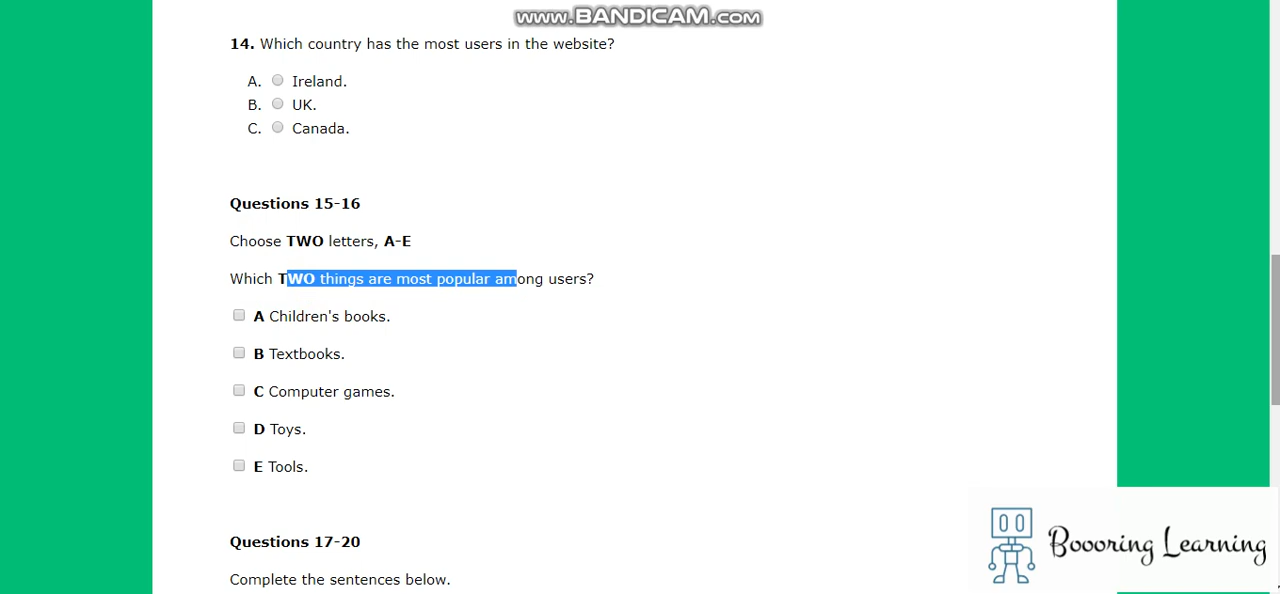 www.BANDICAM.com
14. Which country has the most users in the website?
A. Ireland.
B. UK.
C. Canada.
Questions 15-16
Choose TWO letters, A-E
Which TWO things are most popular among users?
A Children's books.
B Textbooks.
C Computer games.
D Toys.
E Tools.
Questions 17-20
Complete the sentences below.
Boooring Learning